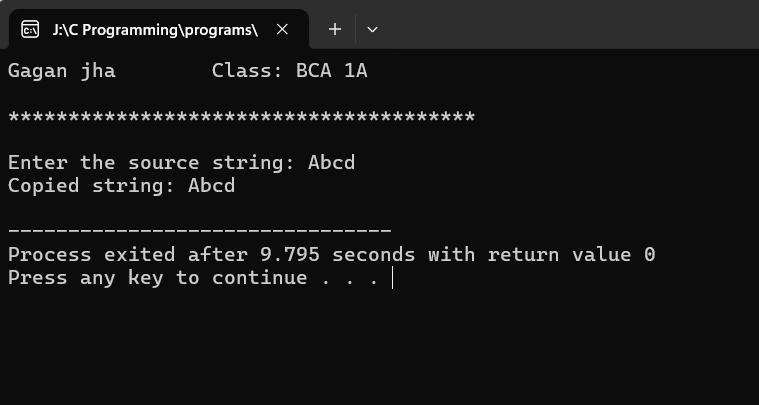 J:\C Programming\programs\
Gagan jha        Class: BCA 1A
***************************************
Enter the source string: Abcd
Copied string: Abcd
--------------------------------
Process exited after 9.795 seconds with return value 0
Press any key to continue . . .